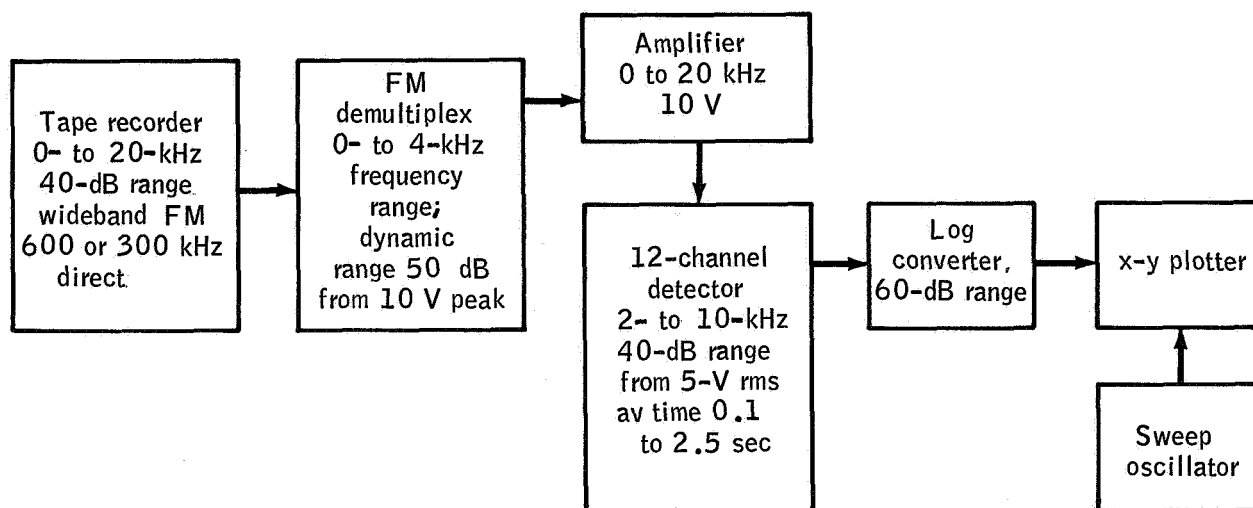 Tape recorder
0- to 20-kHz
40-dB range
wideband FM
600 or 300 kHz
direct
FM
demultiplex
0- to 4-kHz
frequency
range;
dynamic
range 50 dB
from 10 V peak
Amplifier
0 to 20 kHz
10 V
12-channel
detector
2- to 10-kHz
40-dB range
from 5-V rms
av time 0.1
to 2.5 sec
Log
converter,
60-dB range
x-y plotter
Sweep
oscillator